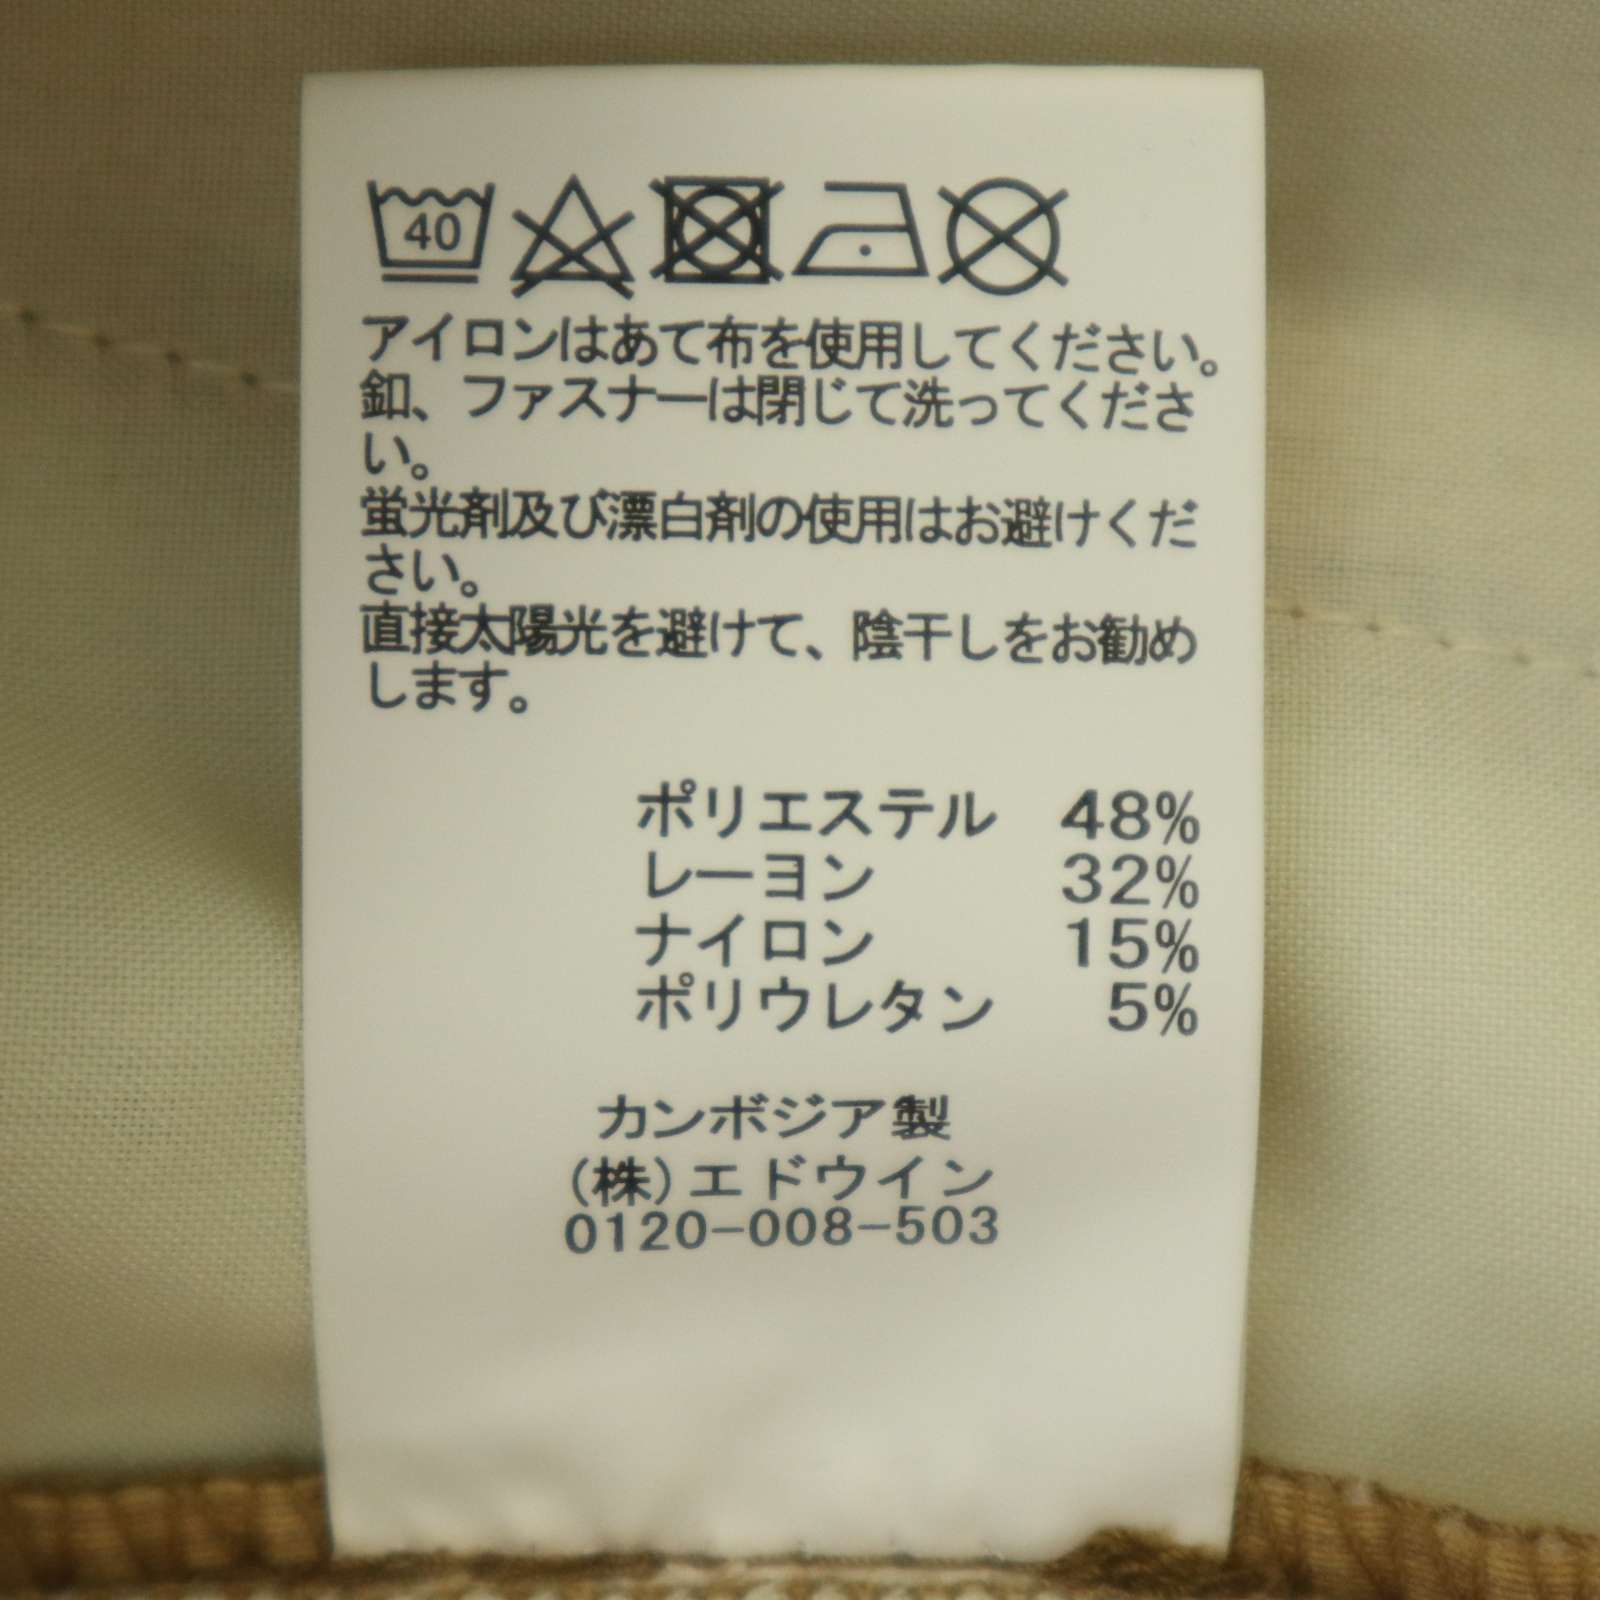 40
アイロンはあて布を使用してください。
釦、ファスナーは閉じて洗ってくださ
い。
蛍光剤及び漂白剤の使用はお避けくだ
さい。
直接太陽光を避けて、陰干しをお勧め
します。
ポリエステル 48%
レーヨン 32%
ナイロン 15%
ポリウレタン 5%
カンボジア製
(株)エドウイン
0120-008-503